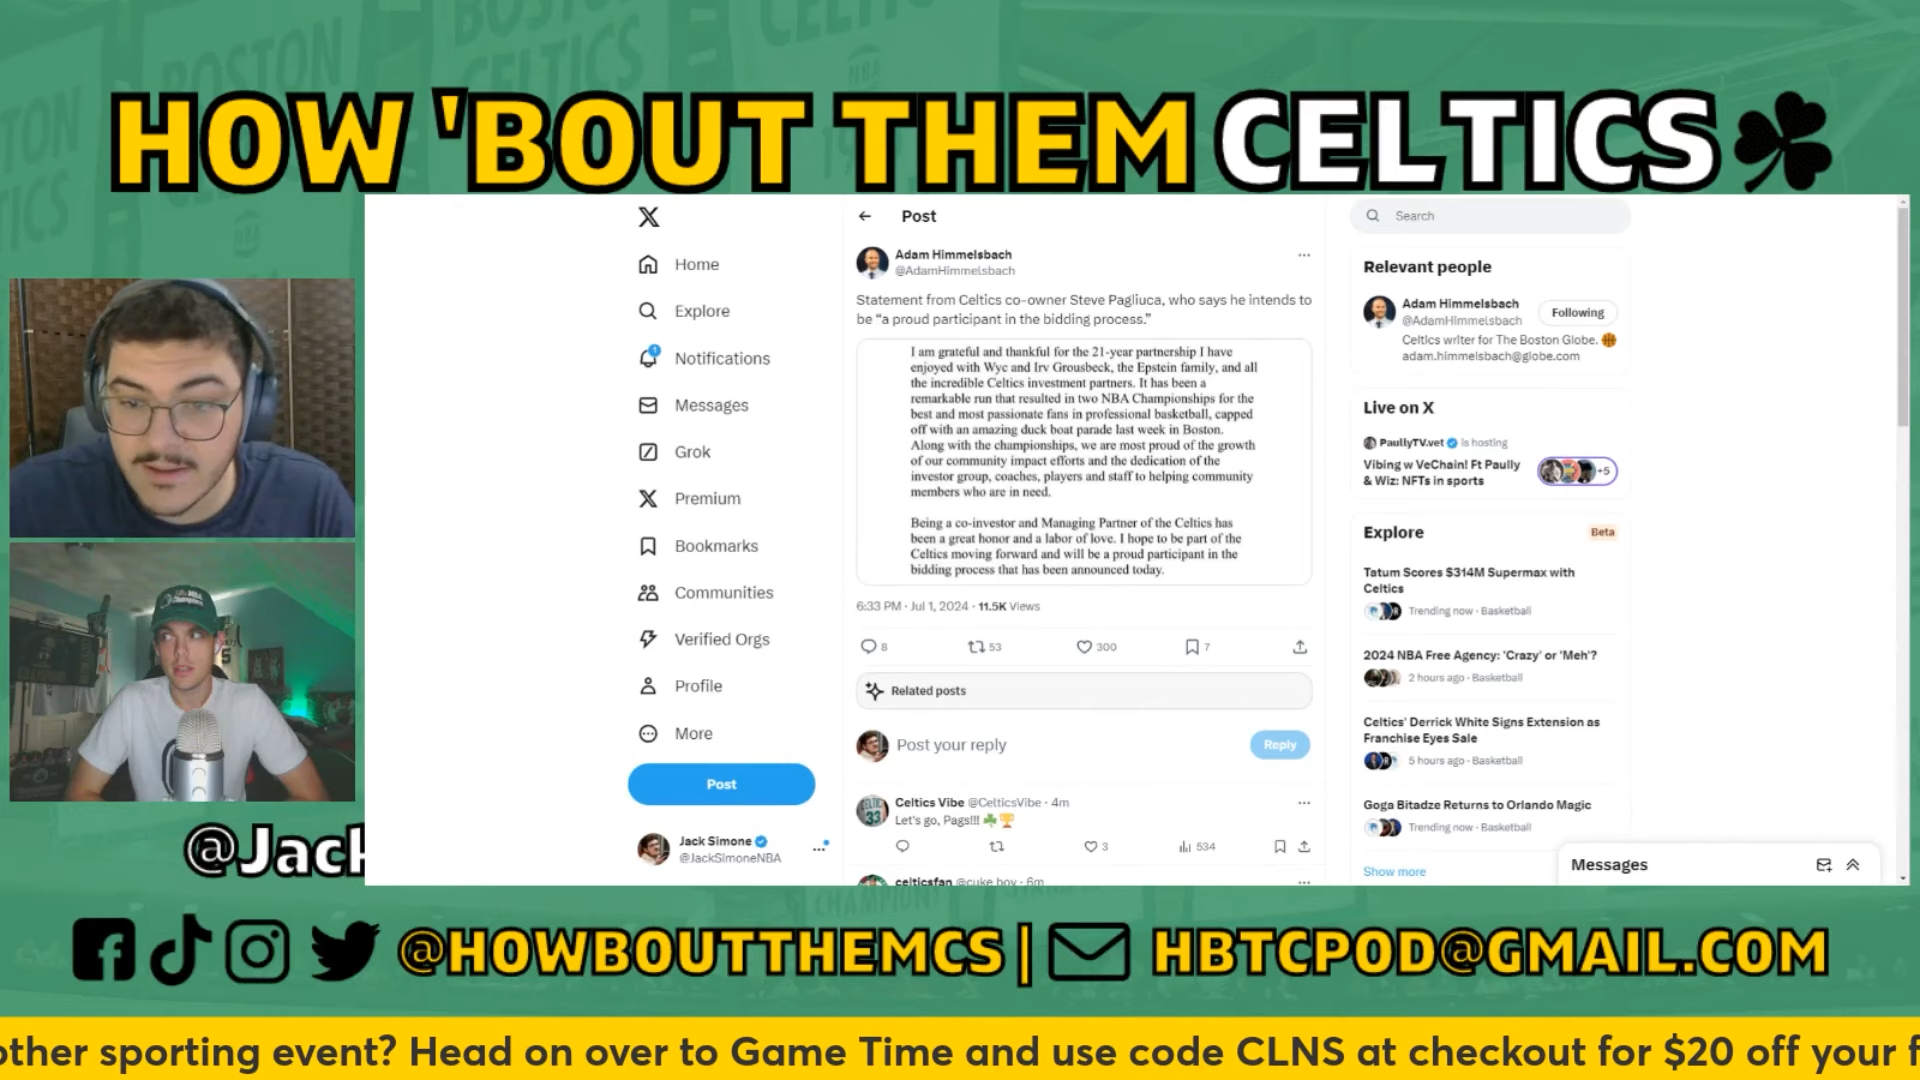 HOW 'BOUT THEM CELTICS
Home
Explore
Notifications
Messages
Grok
Premium
Bookmarks
Communities
Verified Orgs
Profile
More
Post
Jack Simone
@JackSimoneNBA
Post
Adam Himmelsbach
@AdamHimmelsbach
Statement from Celtics co-owner Steve Pagliuca, who says he intends to
be “a proud participant in the bidding process.”
I am grateful and thankful for the 21-year partnership I have
enjoyed with Wyc and Irv Grousbeck, the Epstein family, and all
the incredible Celtics investment partners. It has been a
remarkable run that resulted in two NBA Championships for the
best and most passionate fans in professional basketball, capped
off with an amazing duck boat parade last week in Boston.
Along with the championships, we are most proud of the growth
of our community impact efforts and the dedication of the
investor group, coaches, players and staff to helping community
members who are in need.
Being a co-investor and Managing Partner of the Celtics has
been a great honor and a labor of love. I hope to be part of the
Celtics moving forward and will be a proud participant in the
bidding process that has been announced today.
6:33 PM · Jul 1, 2024 · 11.5K Views
8 53 300 7
Related posts
Post your reply
Reply
Celtics Vibe @CelticsVibe · 4m
Let's go, Pags!!! ☘️🏆
3 534
celticsfan @cuke_boy · 6m
Search
Relevant people
Adam Himmelsbach
Following
@AdamHimmelsbach
Celtics writer for The Boston Globe. 🏀
adam.himmelsbach@globe.com
Live on X
PaullyTV.vet is hosting
Vibing w VeChain! Ft Paully
& Wiz: NFTs in sports
+5
Explore
Beta
Tatum Scores $314M Supermax with
Celtics
Trending now · Basketball
2024 NBA Free Agency: 'Crazy' or 'Meh'?
2 hours ago · Basketball
Celtics' Derrick White Signs Extension as
Franchise Eyes Sale
5 hours ago · Basketball
Goga Bitadze Returns to Orlando Magic
Trending now · Basketball
Show more
Messages
@Jack
@HOWBOUTTHEMCS | HBTCPOD@GMAIL.COM
other sporting event? Head on over to Game Time and use code CLNS at checkout for $20 off your f